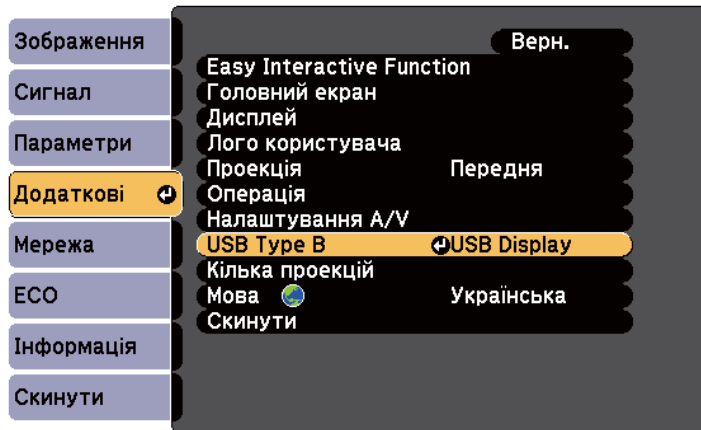 Зображення
Сигнал
Параметри
Додаткові
Мережа
ECO
Інформація
Скинути
Верн.
Easy Interactive Function
Головний екран
Дисплей
Лого користувача
Проекція Передня
Операція
Налаштування A/V
USB Type B USB Display
Кілька проекцій
Мова Українська
Скинути